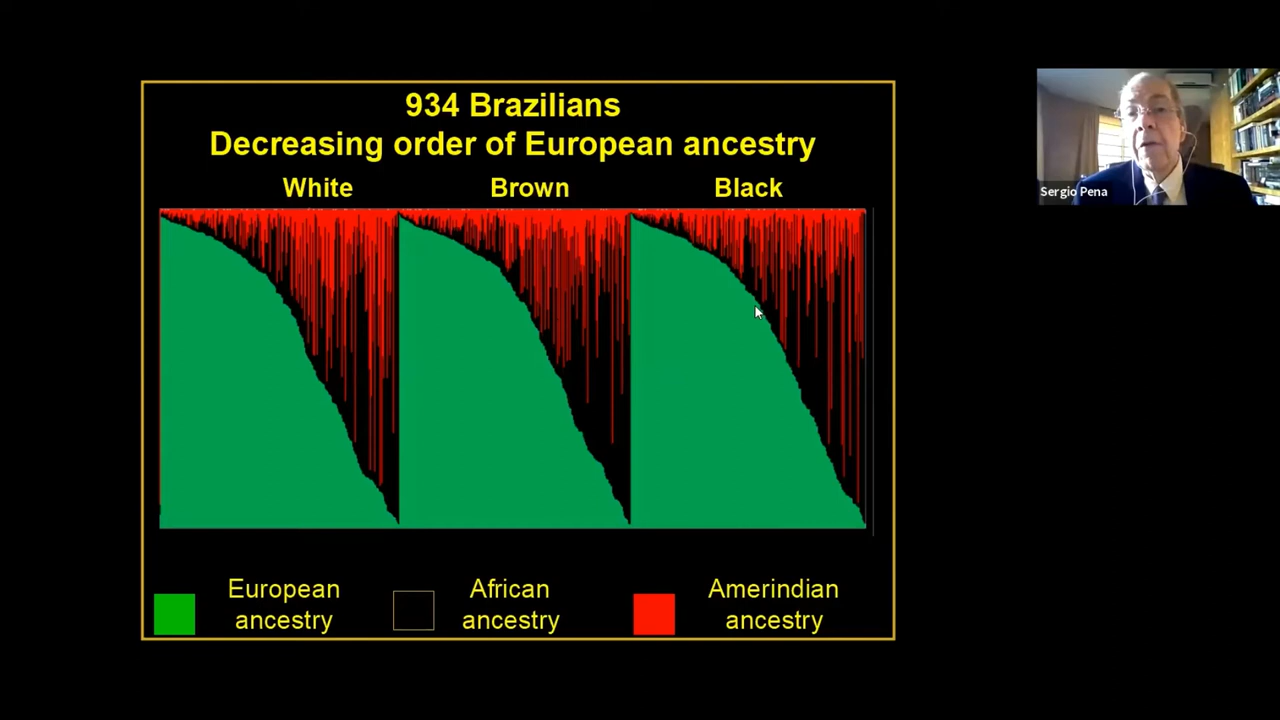 934 Brazilians
Decreasing order of European ancestry
White Brown Black
European ancestry
African ancestry
Amerindian ancestry
Sergio Pena